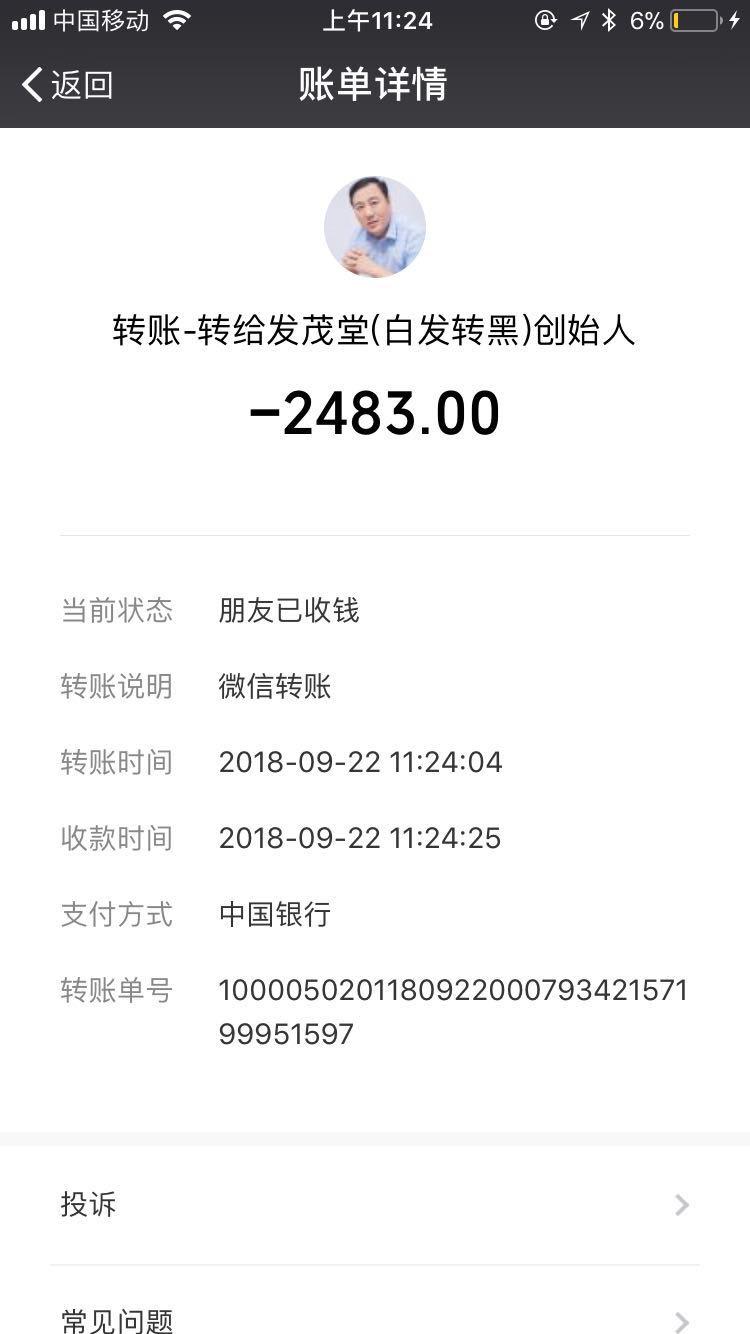 中国移动 上午11:24 6%
返回 账单详情
转账-转给发茂堂(白发转黑)创始人
-2483.00
当前状态 朋友已收钱
转账说明 微信转账
转账时间 2018-09-22 11:24:04
收款时间 2018-09-22 11:24:25
支付方式 中国银行
转账单号 1000050201180922000793421571
99951597
投诉
常见问题